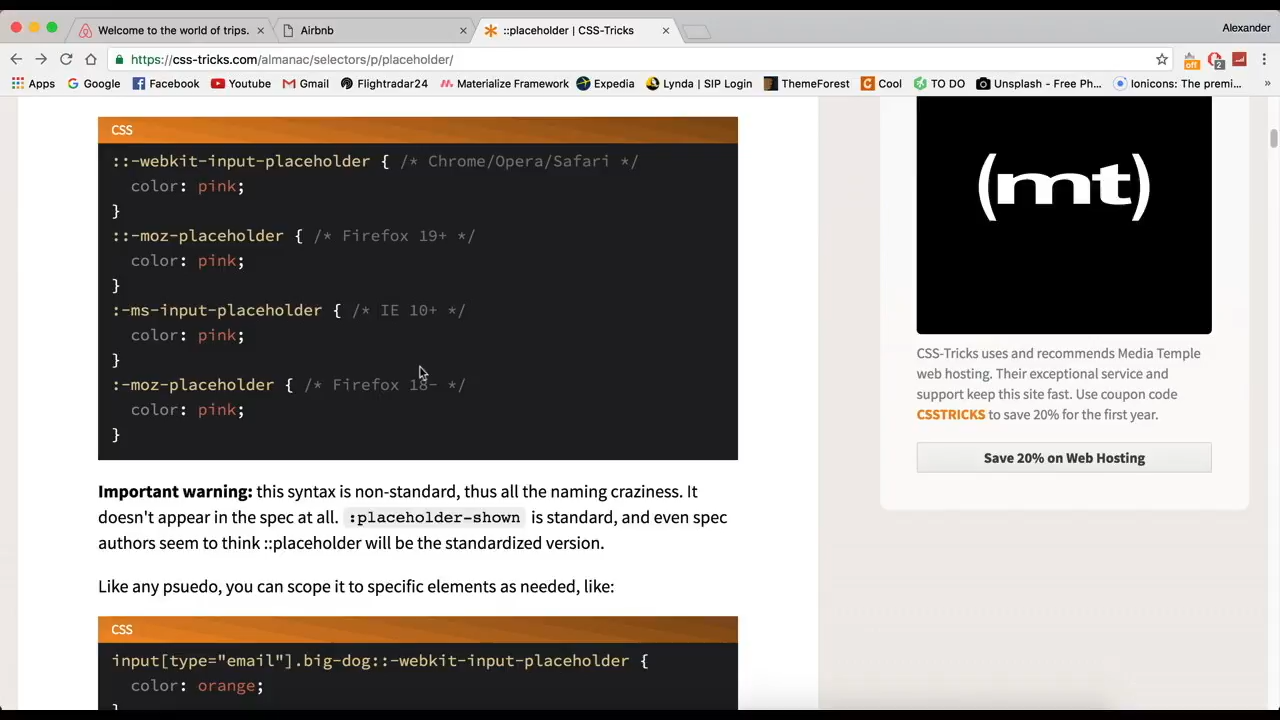 Welcome to the world of trips.
Airbnb
::placeholder | CSS-Tricks
Alexander
https://css-tricks.com/almanac/selectors/p/placeholder/
off
2
Apps
Google
Facebook
Youtube
Gmail
Flightradar24
Materialize Framework
Expedia
Lynda | SIP Login
ThemeForest
Cool
TO DO
Unsplash - Free Ph...
Ionicons: The premi...
»
CSS
::-webkit-input-placeholder { /* Chrome/Opera/Safari */
color: pink;
}
::-moz-placeholder { /* Firefox 19+ */
color: pink;
}
:-ms-input-placeholder { /* IE 10+ */
color: pink;
}
:-moz-placeholder { /* Firefox 18- */
color: pink;
}
Important warning: this syntax is non-standard, thus all the naming craziness. It
doesn't appear in the spec at all. :placeholder-shown is standard, and even spec
authors seem to think ::placeholder will be the standardized version.
Like any psuedo, you can scope it to specific elements as needed, like:
CSS
input[type="email"].big-dog::-webkit-input-placeholder {
color: orange;
}
(mt)
CSS-Tricks uses and recommends Media Temple
web hosting. Their exceptional service and
support keep this site fast. Use coupon code
CSSTRICKS to save 20% for the first year.
Save 20% on Web Hosting